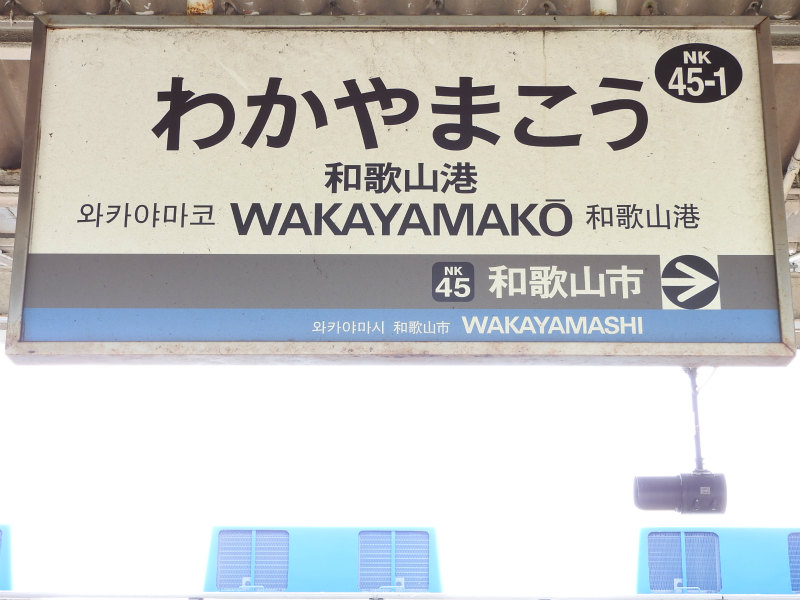 NK
45-1
わかやまこう
和歌山港
와카야마코 WAKAYAMAKŌ 和歌山港
NK
45 和歌山市
와카야마시 和歌山市 WAKAYAMASHI